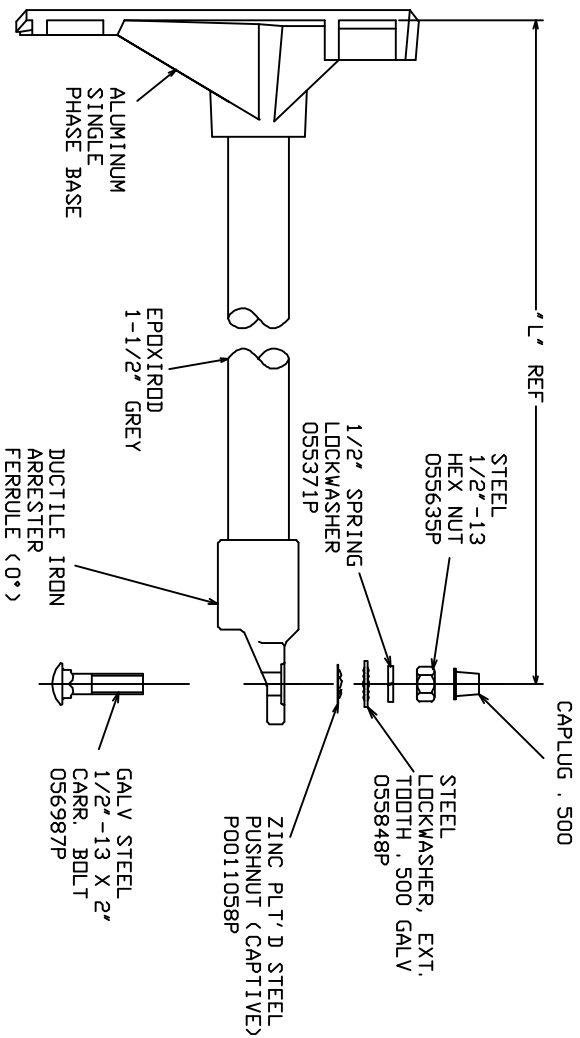 CAPLUG .500
"L" REF
STEEL
1/2"-13
HEX NUT
055635P
STEEL
LOCKWASHER, EXT.
TOOTH .500 GALV
055848P
1/2" SPRING
LOCKWASHER
055371P
ZINC PLT'D STEEL
PUSHNUT (CAPTIVE)
P0011058P
EPOXIROD
1-1/2" GREY
ALUMINUM
SINGLE
PHASE BASE
GALV STEEL
1/2"-13 X 2"
CARR. BOLT
056987P
DUCTILE IRON
ARRESTER
FERRULE (0°)